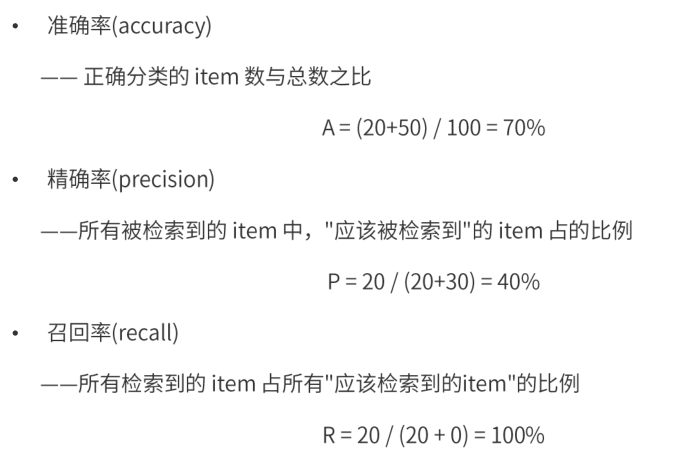 • 准确率(accuracy)
—— 正确分类的 item 数与总数之比
A = (20+50) / 100 = 70%
• 精确率(precision)
——所有被检索到的 item 中，"应该被检索到"的 item 占的比例
P = 20 / (20+30) = 40%
• 召回率(recall)
——所有检索到的 item 占所有"应该检索到的item"的比例
R = 20 / (20 + 0) = 100%